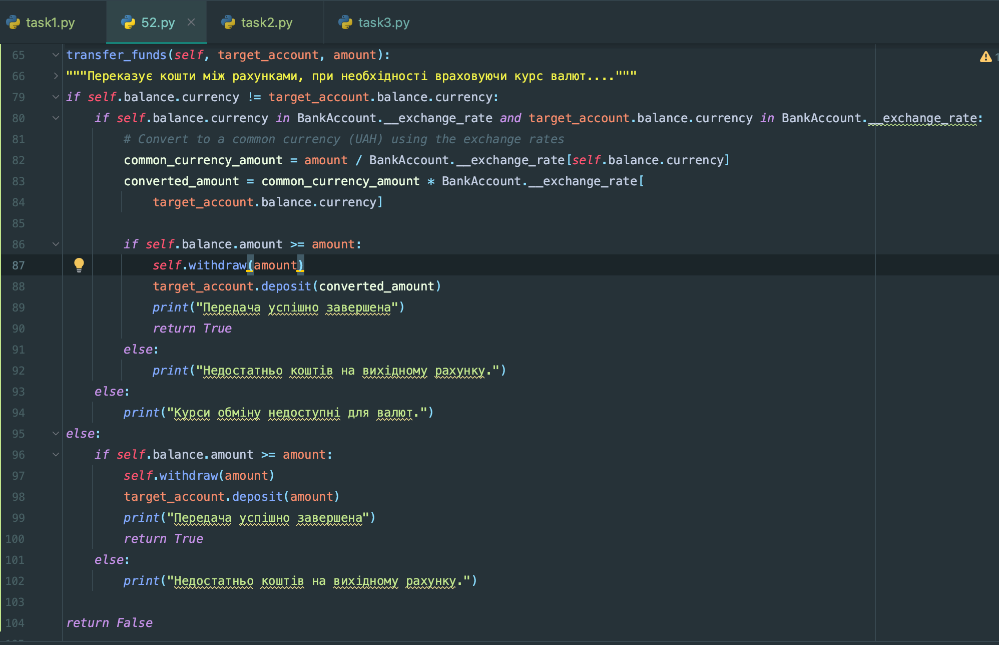 task1.py 52.py task2.py task3.py
65 transfer_funds(self, target_account, amount):
66 """Переказує кошти між рахунками, при необхідності враховуючи курс валют...."""
79 if self.balance.currency != target_account.balance.currency:
80 if self.balance.currency in BankAccount.__exchange_rate and target_account.balance.currency in BankAccount.__exchange_rate:
81 # Convert to a common currency (UAH) using the exchange rates
82 common_currency_amount = amount / BankAccount.__exchange_rate[self.balance.currency]
83 converted_amount = common_currency_amount * BankAccount.__exchange_rate[
84 target_account.balance.currency]
85
86 if self.balance.amount >= amount:
87 self.withdraw(amount)
88 target_account.deposit(converted_amount)
89 print("Передача успішно завершена")
90 return True
91 else:
92 print("Недостатньо коштів на вихідному рахунку.")
93 else:
94 print("Курси обміну недоступні для валют.")
95 else:
96 if self.balance.amount >= amount:
97 self.withdraw(amount)
98 target_account.deposit(amount)
99 print("Передача успішно завершена")
100 return True
101 else:
102 print("Недостатньо коштів на вихідному рахунку.")
103
104 return False